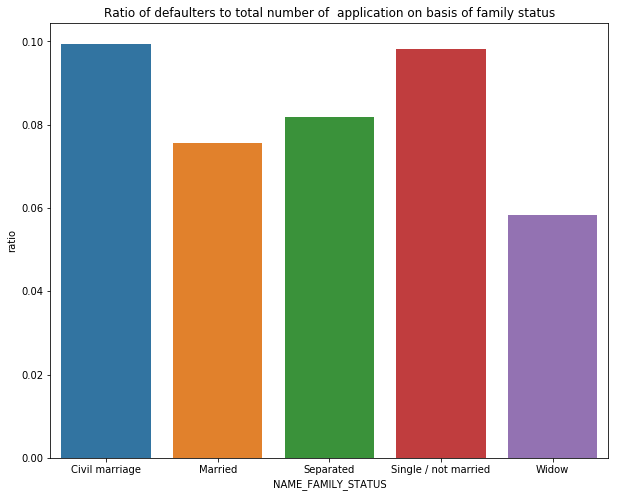 Ratio of defaulters to total number of  application on basis of family status
0.10
0.08
0.06
0.04
0.02
0.00
ratio
Civil marriage Married Separated Single / not married Widow
NAME_FAMILY_STATUS